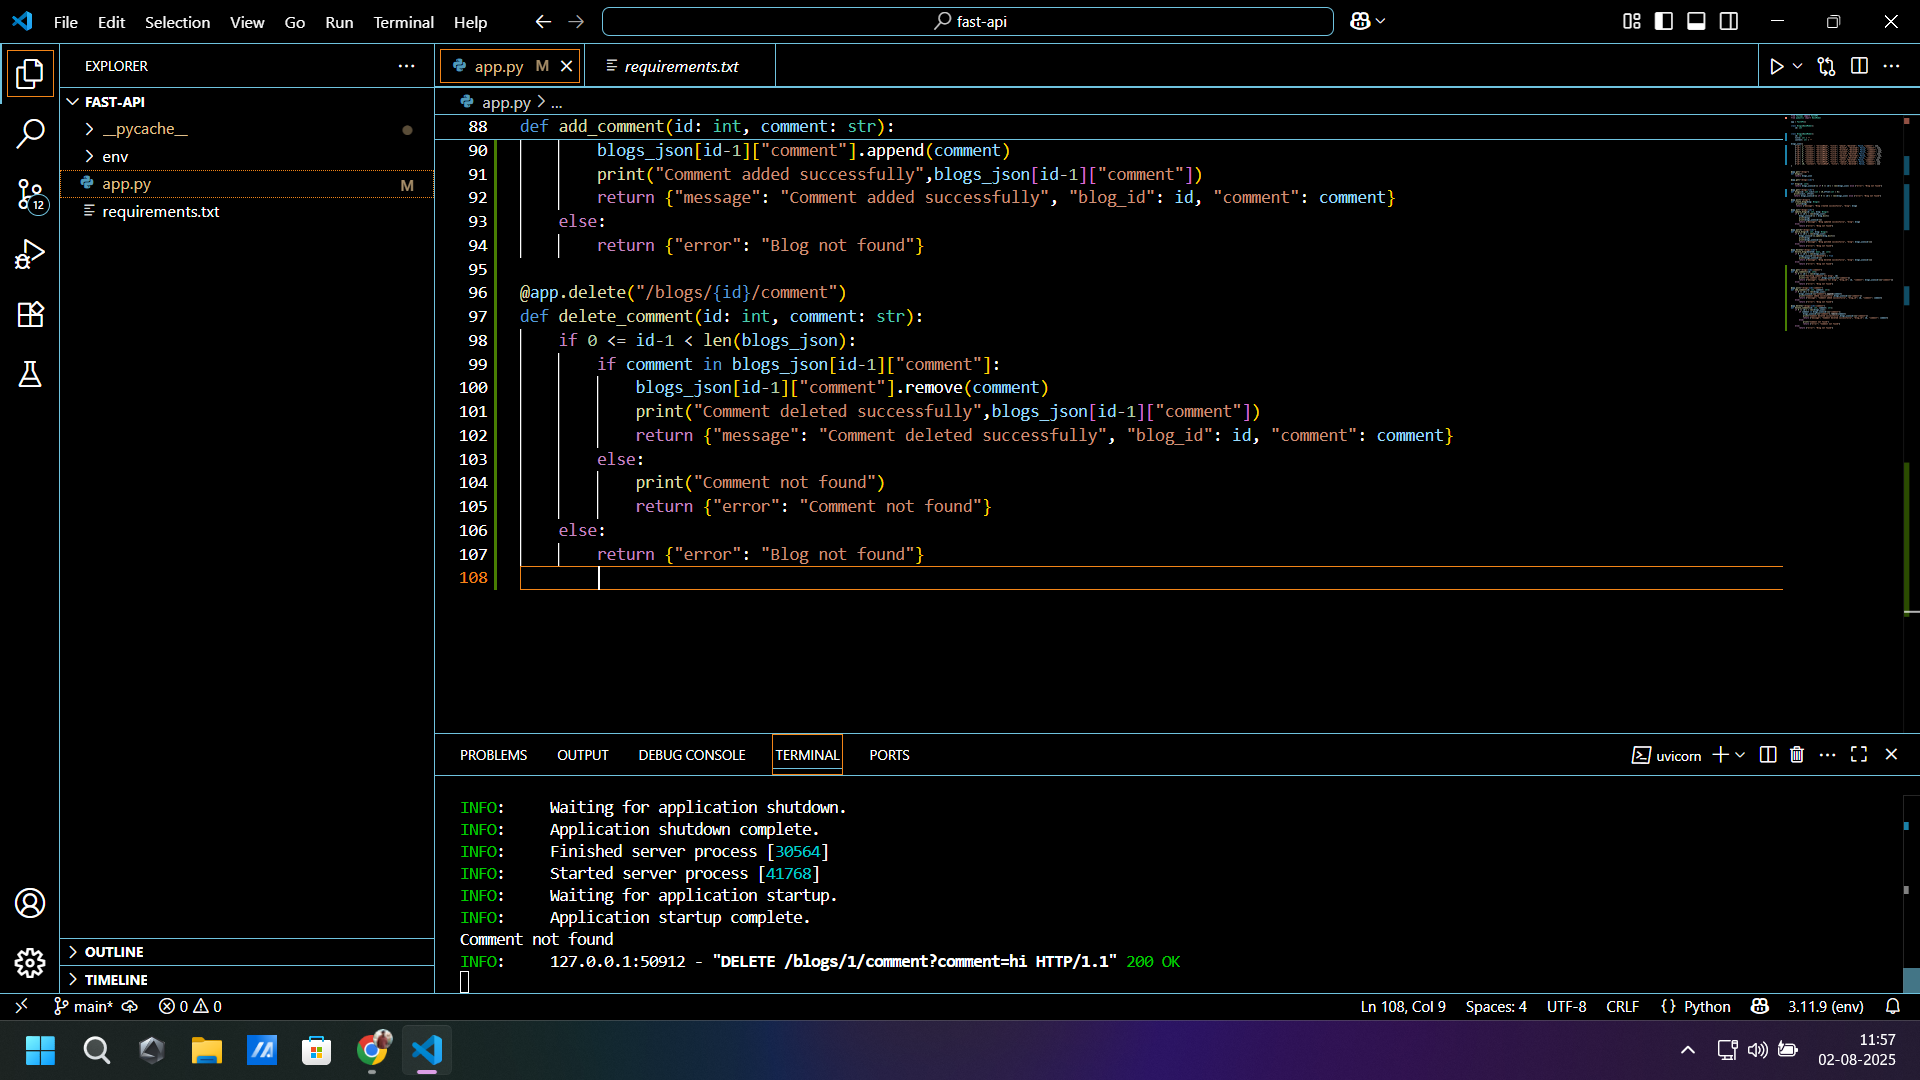 File Edit Selection View Go Run Terminal Help
fast-api
EXPLORER
FAST-API
__pycache__
env
app.py M
requirements.txt
OUTLINE
TIMELINE
12
app.py M
requirements.txt
app.py > ...
88 def add_comment(id: int, comment: str):
90 blogs_json[id-1]["comment"].append(comment)
91 print("Comment added successfully",blogs_json[id-1]["comment"])
92 return {"message": "Comment added successfully", "blog_id": id, "comment": comment}
93 else:
94 return {"error": "Blog not found"}
95
96 @app.delete("/blogs/{id}/comment")
97 def delete_comment(id: int, comment: str):
98 if 0 <= id-1 < len(blogs_json):
99 if comment in blogs_json[id-1]["comment"]:
100 blogs_json[id-1]["comment"].remove(comment)
101 print("Comment deleted successfully",blogs_json[id-1]["comment"])
102 return {"message": "Comment deleted successfully", "blog_id": id, "comment": comment}
103 else:
104 print("Comment not found")
105 return {"error": "Comment not found"}
106 else:
107 return {"error": "Blog not found"}
108
PROBLEMS OUTPUT DEBUG CONSOLE TERMINAL PORTS
uvicorn
INFO: Waiting for application shutdown.
INFO: Application shutdown complete.
INFO: Finished server process [30564]
INFO: Started server process [41768]
INFO: Waiting for application startup.
INFO: Application startup complete.
Comment not found
INFO: 127.0.0.1:50912 - "DELETE /blogs/1/comment?comment=hi HTTP/1.1" 200 OK
main* 0 0
Ln 108, Col 9 Spaces: 4 UTF-8 CRLF {} Python 3.11.9 (env)
11:57
02-08-2025